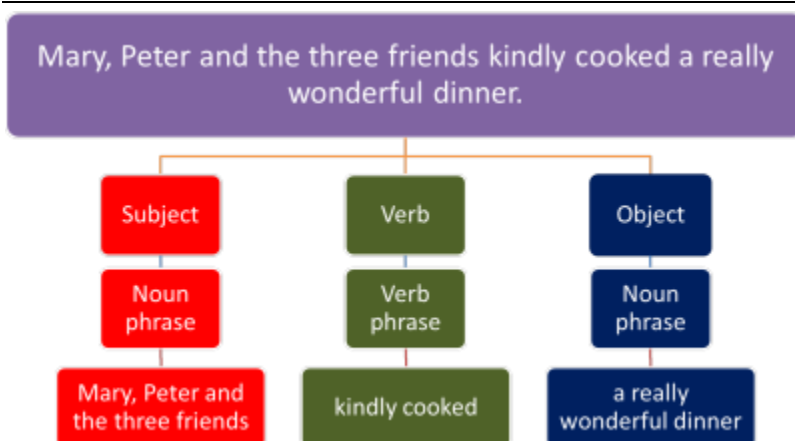 Mary, Peter and the three friends kindly cooked a really
wonderful dinner.
Subject
Verb
Object
Noun
phrase
Verb
phrase
Noun
phrase
Mary, Peter and
the three friends
kindly cooked
a really
wonderful dinner